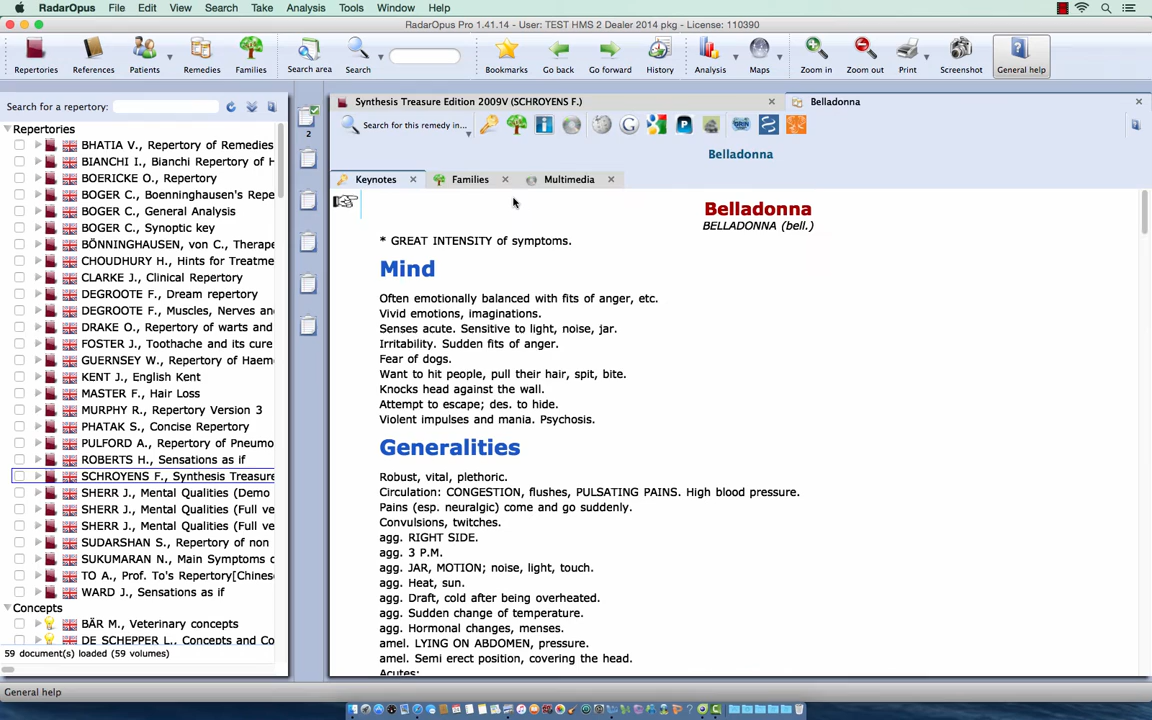 RadarOpus File Edit View Search Take Analysis Tools Window Help
RadarOpus Pro 1.41.14 - User: TEST HMS 2 Dealer 2014 pkg - License: 110390
Repertories References Patients Remedies Families Search area Search Bookmarks Go back Go forward History Analysis Maps Zoom in Zoom out Print Screenshot General help
Search for a repertory:
Repertories
BHATIA V., Repertory of Remedies
BIANCHI I., Bianchi Repertory of H
BOERICKE O., Repertory
BOGER C., Boenninghausen's Repe
BOGER C., General Analysis
BOGER C., Synoptic key
BÖNNINGHAUSEN, von C., Therape
CHOUDHURY H., Hints for Treatme
CLARKE J., Clinical Repertory
DEGROOTE F., Dream repertory
DEGROOTE F., Muscles, Nerves an
DRAKE O., Repertory of warts and
FOSTER J., Toothache and its cure
GUERNSEY W., Repertory of Haem
KENT J., English Kent
MASTER F., Hair Loss
MURPHY R., Repertory Version 3
PHATAK S., Concise Repertory
PULFORD A., Repertory of Pneumo
ROBERTS H., Sensations as if
SCHROYENS F., Synthesis Treasure
SHERR J., Mental Qualities (Demo
SHERR J., Mental Qualities (Full ve
SHERR J., Mental Qualities (Full ve
SUDARSHAN S., Repertory of non
SUKUMARAN N., Main Symptoms o
TO A., Prof. To's Repertory[Chines
WARD J., Sensations as if
Concepts
BÄR M., Veterinary concepts
DE SCHEPPER L., Concepts and Co
59 document(s) loaded (59 volumes)
General help
2
Synthesis Treasure Edition 2009V (SCHROYENS F.) Belladonna
Search for this remedy in...
Belladonna
Keynotes Families Multimedia
Belladonna
BELLADONNA (bell.)
* GREAT INTENSITY of symptoms.
Mind
Often emotionally balanced with fits of anger, etc.
Vivid emotions, imaginations.
Senses acute. Sensitive to light, noise, jar.
Irritability. Sudden fits of anger.
Fear of dogs.
Want to hit people, pull their hair, spit, bite.
Knocks head against the wall.
Attempt to escape; des. to hide.
Violent impulses and mania. Psychosis.
Generalities
Robust, vital, plethoric.
Circulation: CONGESTION, flushes, PULSATING PAINS. High blood pressure.
Pains (esp. neuralgic) come and go suddenly.
Convulsions, twitches.
agg. RIGHT SIDE.
agg. 3 P.M.
agg. JAR, MOTION; noise, light, touch.
agg. Heat, sun.
agg. Draft, cold after being overheated.
agg. Sudden change of temperature.
agg. Hormonal changes, menses.
amel. LYING ON ABDOMEN, pressure.
amel. Semi erect position, covering the head.
Acutes: